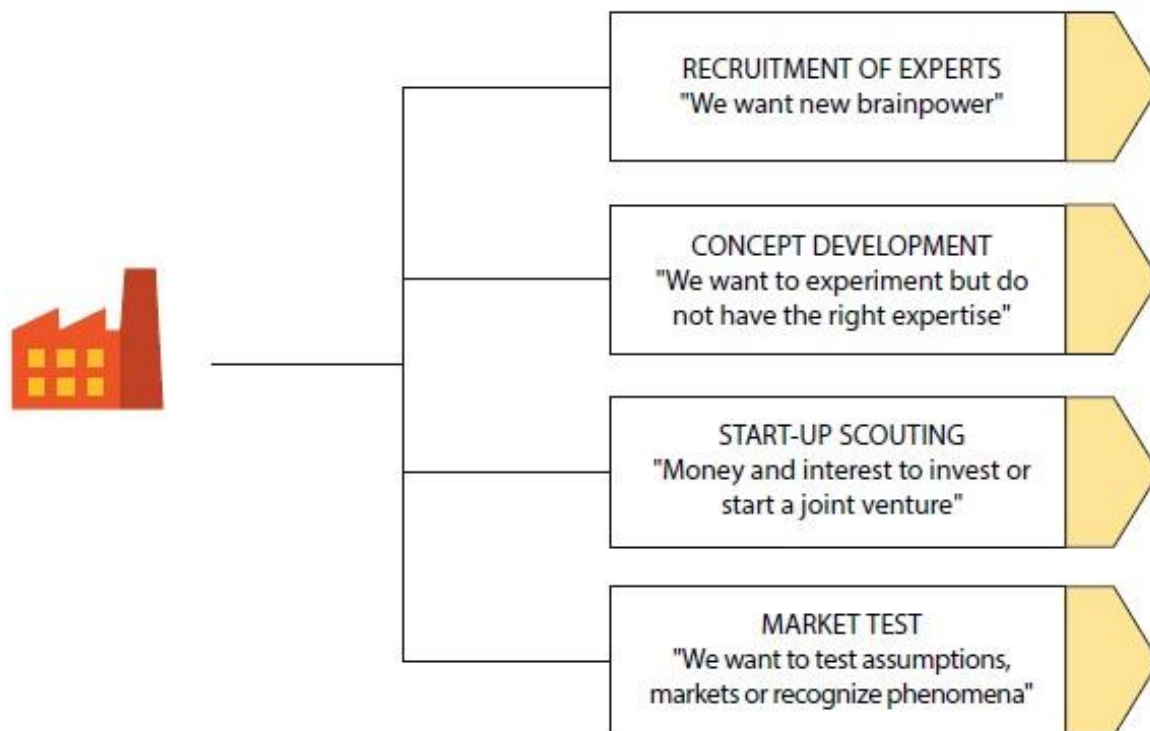 RECRUITMENT OF EXPERTS
"We want new brainpower"
CONCEPT DEVELOPMENT
"We want to experiment but do
not have the right expertise"
START-UP SCOUTING
"Money and interest to invest or
start a joint venture"
MARKET TEST
"We want to test assumptions,
markets or recognize phenomena"